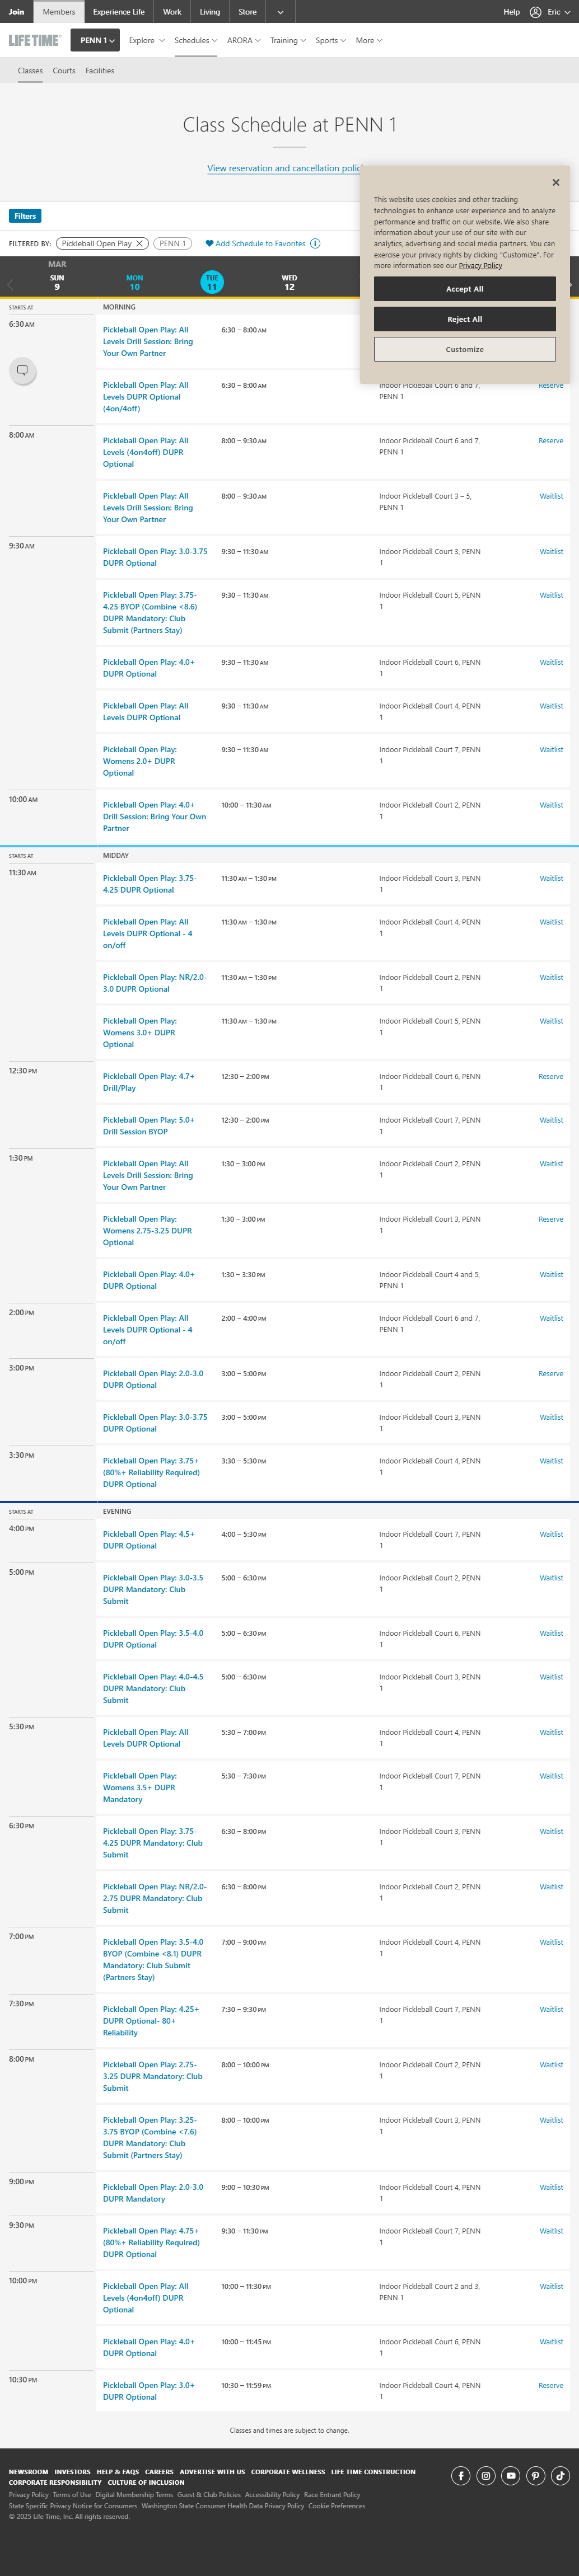 Join Members Experience Life Work Living Store Help Eric
LIFE TIME PENN 1 Explore Schedules ARORA Training Sports More
Classes Courts Facilities
Class Schedule at PENN 1
View reservation and cancellation polici
This website uses cookies and other tracking
technologies to enhance user experience and to analyze
performance and traffic on our website. We also share
information about your use of our site with our
analytics, social media and advertising partners. You can
exercise your privacy rights by clicking "Customize". For
more information see our Privacy Policy
Accept All
Reject All
Customize
Filters
FILTERED BY: Pickleball Open Play PENN 1 Add Schedule to Favorites
MAR
SUN MON TUE WED
9 10 11 12
STARTS AT MORNING
6:30 AM
Pickleball Open Play: All 6:30 – 8:00 AM
Levels Drill Session: Bring
Your Own Partner
Pickleball Open Play: All 6:30 – 8:00 AM Indoor Pickleball Court 6 and 7, Reserve
Levels DUPR Optional PENN 1
(4on/4off)
8:00 AM
Pickleball Open Play: All 8:00 – 9:30 AM Indoor Pickleball Court 6 and 7, Reserve
Levels (4on4off) DUPR PENN 1
Optional
Pickleball Open Play: All 8:00 – 9:30 AM Indoor Pickleball Court 3 – 5, Waitlist
Levels Drill Session: Bring PENN 1
Your Own Partner
9:30 AM
Pickleball Open Play: 3.0-3.75 9:30 – 11:30 AM Indoor Pickleball Court 3, PENN Waitlist
DUPR Optional 1
Pickleball Open Play: 3.75- 9:30 – 11:30 AM Indoor Pickleball Court 5, PENN Waitlist
4.25 BYOP (Combine <8.6) 1
DUPR Mandatory: Club
Submit (Partners Stay)
Pickleball Open Play: 4.0+ 9:30 – 11:30 AM Indoor Pickleball Court 6, PENN Waitlist
DUPR Optional 1
Pickleball Open Play: All 9:30 – 11:30 AM Indoor Pickleball Court 4, PENN Waitlist
Levels DUPR Optional 1
Pickleball Open Play: 9:30 – 11:30 AM Indoor Pickleball Court 7, PENN Waitlist
Womens 2.0+ DUPR 1
Optional
10:00 AM
Pickleball Open Play: 4.0+ 10:00 – 11:30 AM Indoor Pickleball Court 2, PENN Waitlist
Drill Session: Bring Your Own 1
Partner
STARTS AT MIDDAY
11:30 AM
Pickleball Open Play: 3.75- 11:30 AM – 1:30 PM Indoor Pickleball Court 3, PENN Waitlist
4.25 DUPR Optional 1
Pickleball Open Play: All 11:30 AM – 1:30 PM Indoor Pickleball Court 4, PENN Waitlist
Levels DUPR Optional - 4 1
on/off
Pickleball Open Play: NR/2.0- 11:30 AM – 1:30 PM Indoor Pickleball Court 2, PENN Waitlist
3.0 DUPR Optional 1
Pickleball Open Play: 11:30 AM – 1:30 PM Indoor Pickleball Court 5, PENN Waitlist
Womens 3.0+ DUPR 1
Optional
12:30 PM
Pickleball Open Play: 4.7+ 12:30 – 2:00 PM Indoor Pickleball Court 6, PENN Reserve
Drill/Play 1
Pickleball Open Play: 5.0+ 12:30 – 2:00 PM Indoor Pickleball Court 7, PENN Waitlist
Drill Session BYOP 1
1:30 PM
Pickleball Open Play: All 1:30 – 3:00 PM Indoor Pickleball Court 2, PENN Waitlist
Levels Drill Session: Bring 1
Your Own Partner
Pickleball Open Play: 1:30 – 3:00 PM Indoor Pickleball Court 3, PENN Reserve
Womens 2.75-3.25 DUPR 1
Optional
Pickleball Open Play: 4.0+ 1:30 – 3:30 PM Indoor Pickleball Court 4 and 5, Waitlist
DUPR Optional PENN 1
2:00 PM
Pickleball Open Play: All 2:00 – 4:00 PM Indoor Pickleball Court 6 and 7, Waitlist
Levels DUPR Optional - 4 PENN 1
on/off
3:00 PM
Pickleball Open Play: 2.0-3.0 3:00 – 5:00 PM Indoor Pickleball Court 2, PENN Reserve
DUPR Optional 1
Pickleball Open Play: 3.0-3.75 3:00 – 5:00 PM Indoor Pickleball Court 3, PENN Waitlist
DUPR Optional 1
3:30 PM
Pickleball Open Play: 3.75+ 3:30 – 5:30 PM Indoor Pickleball Court 4, PENN Waitlist
(80%+ Reliability Required) 1
DUPR Optional
STARTS AT EVENING
4:00 PM
Pickleball Open Play: 4.5+ 4:00 – 5:30 PM Indoor Pickleball Court 7, PENN Waitlist
DUPR Optional 1
5:00 PM
Pickleball Open Play: 3.0-3.5 5:00 – 6:30 PM Indoor Pickleball Court 2, PENN Waitlist
DUPR Mandatory: Club 1
Submit
Pickleball Open Play: 3.5-4.0 5:00 – 6:30 PM Indoor Pickleball Court 6, PENN Waitlist
DUPR Optional 1
Pickleball Open Play: 4.0-4.5 5:00 – 6:30 PM Indoor Pickleball Court 3, PENN Waitlist
DUPR Mandatory: Club 1
Submit
5:30 PM
Pickleball Open Play: All 5:30 – 7:00 PM Indoor Pickleball Court 4, PENN Waitlist
Levels DUPR Optional 1
Pickleball Open Play: 5:30 – 7:30 PM Indoor Pickleball Court 7, PENN Waitlist
Womens 3.5+ DUPR 1
Mandatory
6:30 PM
Pickleball Open Play: 3.75- 6:30 – 8:00 PM Indoor Pickleball Court 3, PENN Waitlist
4.25 DUPR Mandatory: Club 1
Submit
Pickleball Open Play: NR/2.0- 6:30 – 8:00 PM Indoor Pickleball Court 2, PENN Waitlist
2.75 DUPR Mandatory: Club 1
Submit
7:00 PM
Pickleball Open Play: 3.5-4.0 7:00 – 9:00 PM Indoor Pickleball Court 4, PENN Waitlist
BYOP (Combine <8.1) DUPR 1
Mandatory: Club Submit
(Partners Stay)
7:30 PM
Pickleball Open Play: 4.25+ 7:30 – 9:30 PM Indoor Pickleball Court 7, PENN Waitlist
DUPR Optional- 80+ 1
Reliability
8:00 PM
Pickleball Open Play: 2.75- 8:00 – 10:00 PM Indoor Pickleball Court 2, PENN Waitlist
3.25 DUPR Mandatory: Club 1
Submit
Pickleball Open Play: 3.25- 8:00 – 10:00 PM Indoor Pickleball Court 3, PENN Waitlist
3.75 BYOP (Combine <7.6) 1
DUPR Mandatory: Club
Submit (Partners Stay)
9:00 PM
Pickleball Open Play: 2.0-3.0 9:00 – 10:30 PM Indoor Pickleball Court 4, PENN Waitlist
DUPR Mandatory 1
9:30 PM
Pickleball Open Play: 4.75+ 9:30 – 11:30 PM Indoor Pickleball Court 7, PENN Waitlist
(80%+ Reliability Required) 1
DUPR Optional
10:00 PM
Pickleball Open Play: All 10:00 – 11:30 PM Indoor Pickleball Court 2 and 3, Waitlist
Levels (4on4off) DUPR PENN 1
Optional
Pickleball Open Play: 4.0+ 10:00 – 11:45 PM Indoor Pickleball Court 6, PENN Waitlist
DUPR Optional 1
10:30 PM
Pickleball Open Play: 3.0+ 10:30 – 11:59 PM Indoor Pickleball Court 4, PENN Reserve
DUPR Optional 1
Classes and times are subject to change.
NEWSROOM INVESTORS HELP & FAQS CAREERS ADVERTISE WITH US CORPORATE WELLNESS LIFE TIME CONSTRUCTION
CORPORATE RESPONSIBILITY CULTURE OF INCLUSION
Privacy Policy Terms of Use Digital Membership Terms Guest & Club Policies Accessibility Policy Race Entrant Policy
State Specific Privacy Notice for Consumers Washington State Consumer Health Data Privacy Policy Cookie Preferences
© 2025 Life Time, Inc. All rights reserved.